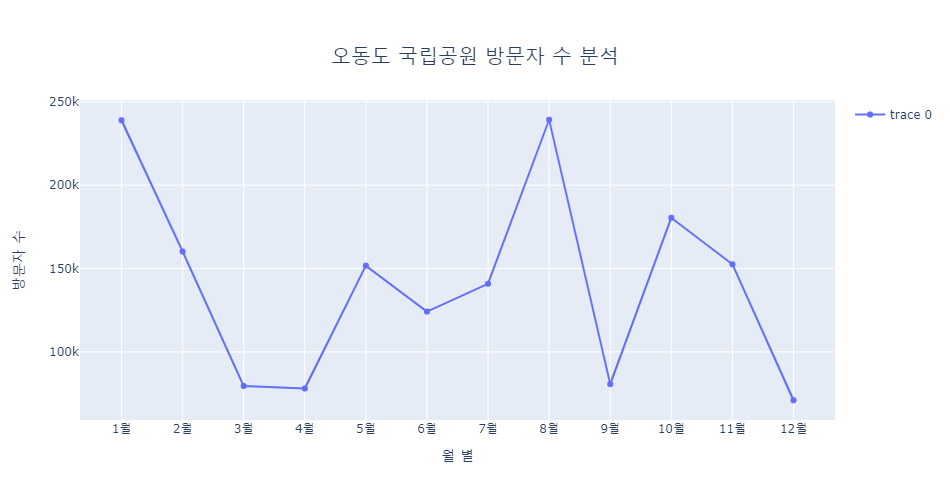 오동도 국립공원 방문자 수 분석
250k
200k
150k
100k
방문자 수
trace 0
1월 2월 3월 4월 5월 6월 7월 8월 9월 10월 11월 12월
월 별